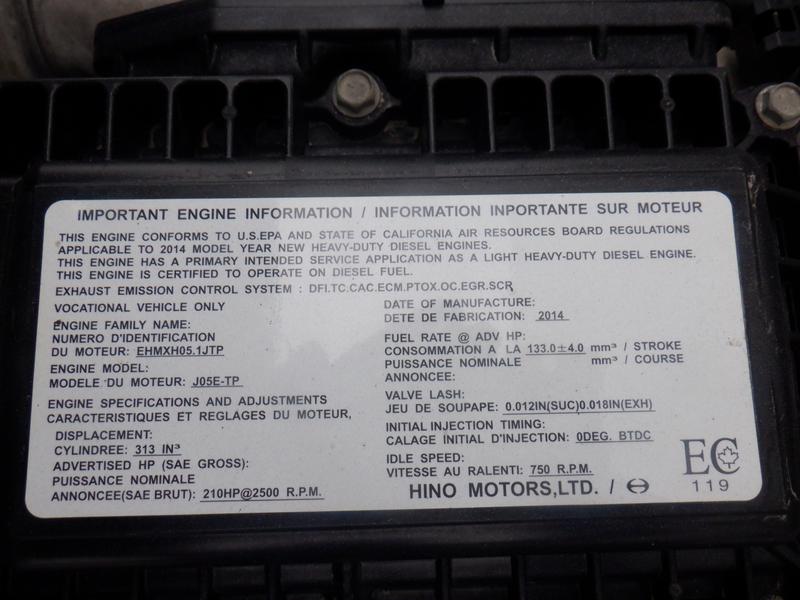 IMPORTANT ENGINE INFORMATION / INFORMATION INPORTANTE SUR MOTEUR
THIS ENGINE CONFORMS TO U.S.EPA AND STATE OF CALIFORNIA AIR RESOURCES BOARD REGULATIONS
APPLICABLE TO 2014 MODEL YEAR NEW HEAVY-DUTY DIESEL ENGINES.
THIS ENGINE HAS A PRIMARY INTENDED SERVICE APPLICATION AS A LIGHT HEAVY-DUTY DIESEL ENGINE.
THIS ENGINE IS CERTIFIED TO OPERATE ON DIESEL FUEL.
EXHAUST EMISSION CONTROL SYSTEM : DFI.TC.CAC.ECM.PTOX.OC.EGR.SCR
VOCATIONAL VEHICLE ONLY
ENGINE FAMILY NAME:
NUMERO D'IDENTIFICATION
DU MOTEUR: EHMXH05.1JTP
ENGINE MODEL:
MODELE DU MOTEUR: J05E-TP
ENGINE SPECIFICATIONS AND ADJUSTMENTS
CARACTERISTIQUES ET REGLAGES DU MOTEUR,
DISPLACEMENT:
CYLINDREE: 313 IN³
ADVERTISED HP (SAE GROSS):
PUISSANCE NOMINALE
ANNONCEE(SAE BRUT): 210HP@2500 R.P.M.
DATE OF MANUFACTURE:
DETE DE FABRICATION: 2014
FUEL RATE @ ADV HP:
CONSOMMATION A LA 133.0±4.0 mm³ / STROKE
PUISSANCE NOMINALE mm³ / COURSE
ANNONCEE:
VALVE LASH:
JEU DE SOUPAPE: 0.012IN(SUC)0.018IN(EXH)
INITIAL INJECTION TIMING:
CALAGE INITIAL D'INJECTION: 0DEG. BTDC
IDLE SPEED:
VITESSE AU RALENTI: 750 R.P.M.
HINO MOTORS,LTD. /
EC
119